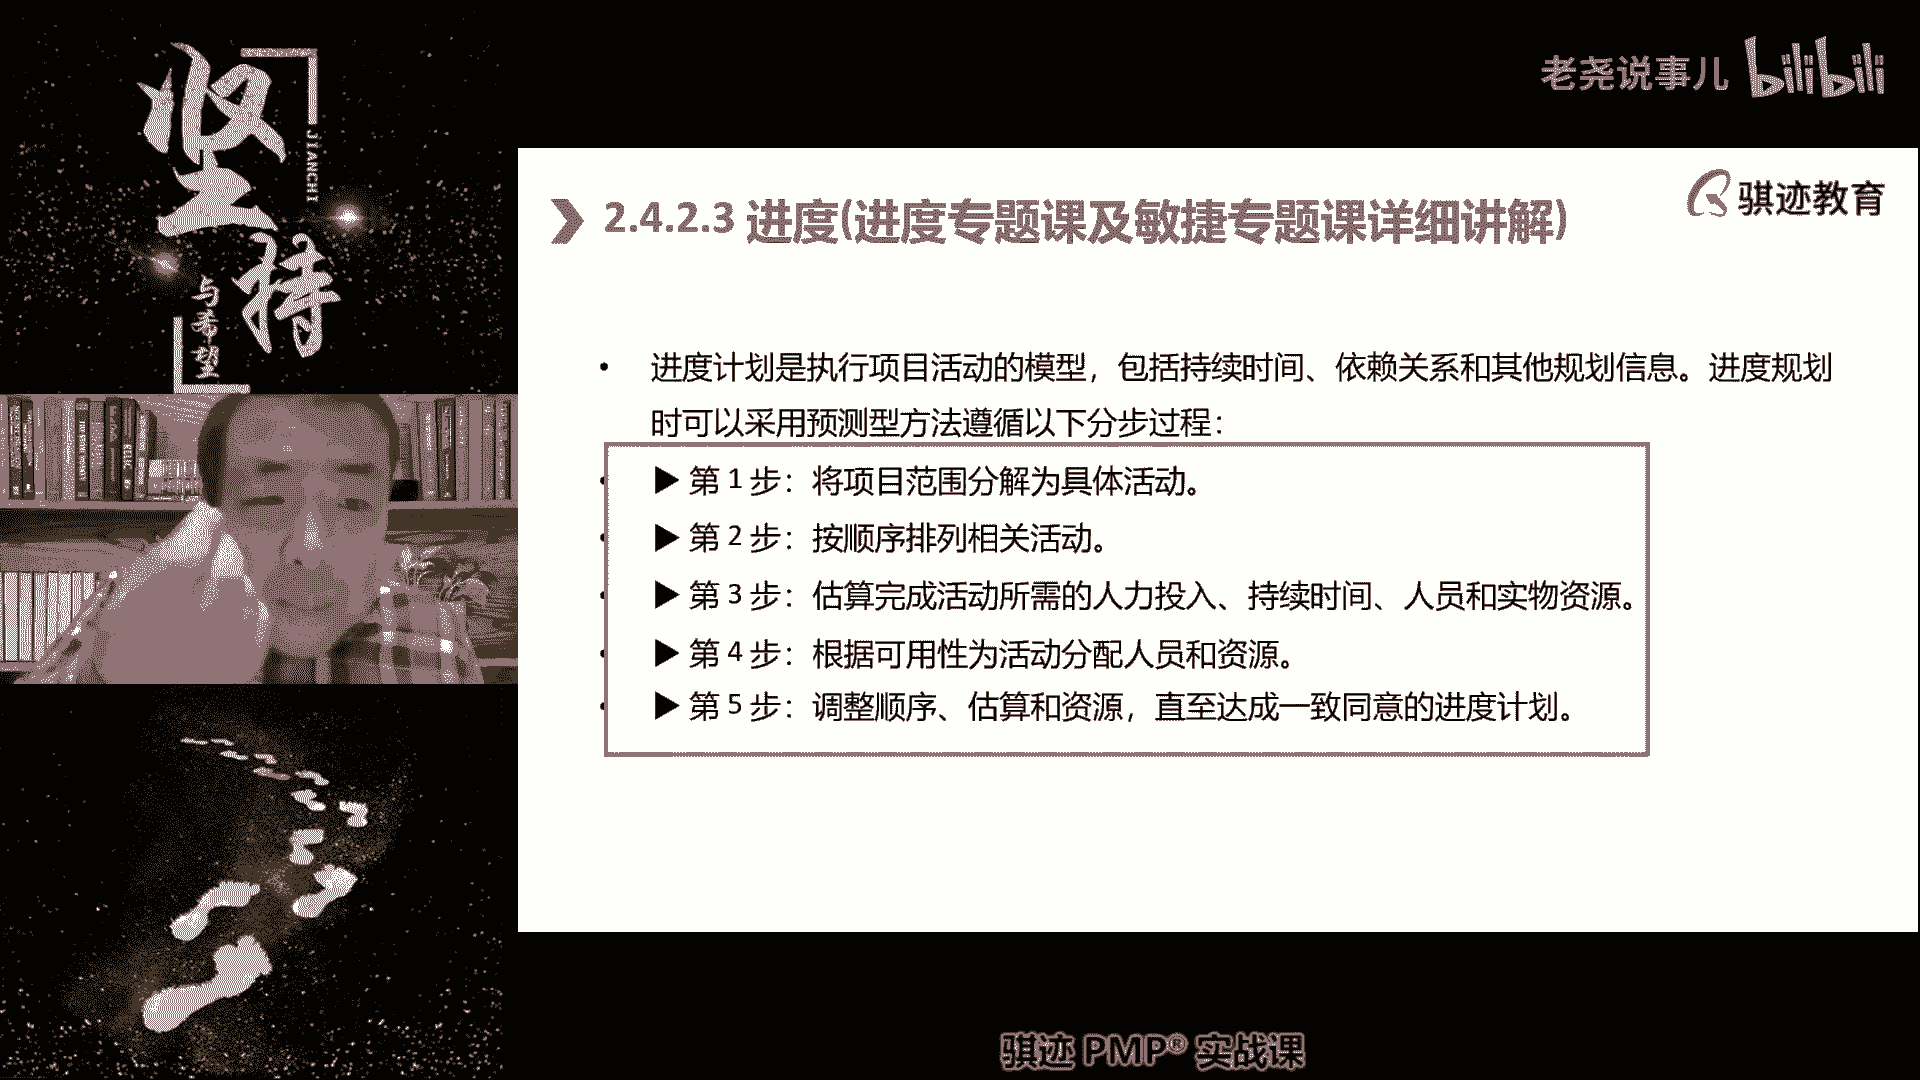 坚持
JIANCHI
与希望
老尧说事儿 bilibili
骐迹教育
2.4.2.3 进度(进度专题课及敏捷专题课详细讲解)
• 进度计划是执行项目活动的模型，包括持续时间、依赖关系和其他规划信息。进度规划
时可以采用预测型方法遵循以下分步过程：
▶ 第 1 步：将项目范围分解为具体活动。
▶ 第 2 步：按顺序排列相关活动。
▶ 第 3 步：估算完成活动所需的人力投入、持续时间、人员和实物资源。
▶ 第 4 步：根据可用性为活动分配人员和资源。
▶ 第 5 步：调整顺序、估算和资源，直至达成一致同意的进度计划。
骐迹 PMP® 实战课